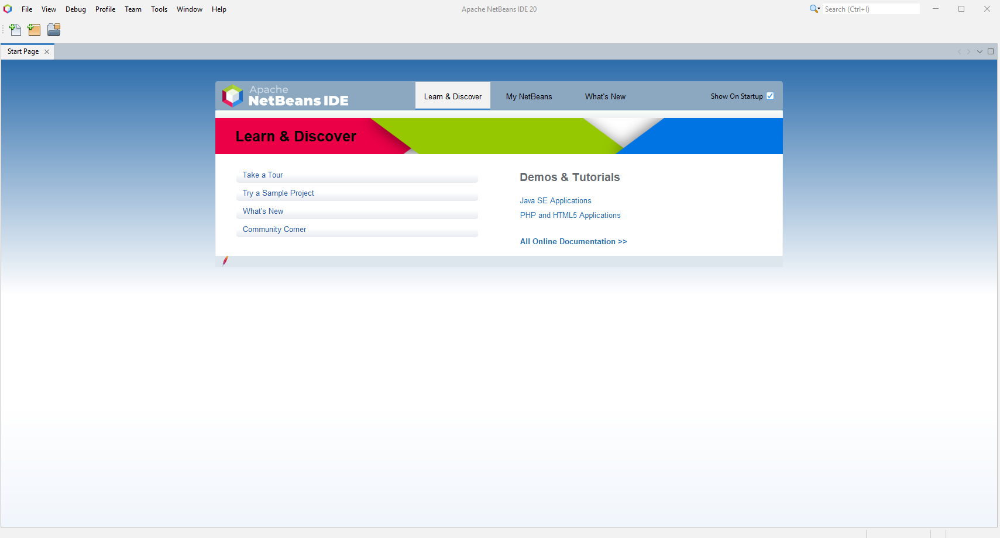 File View Debug Profile Team Tools Window Help Apache NetBeans IDE 20 Search (Ctrl+I)
Start Page
Apache
NetBeans IDE
Learn & Discover My NetBeans What's New Show On Startup
Learn & Discover
Take a Tour
Try a Sample Project
What's New
Community Corner
Demos & Tutorials
Java SE Applications
PHP and HTML5 Applications
All Online Documentation >>